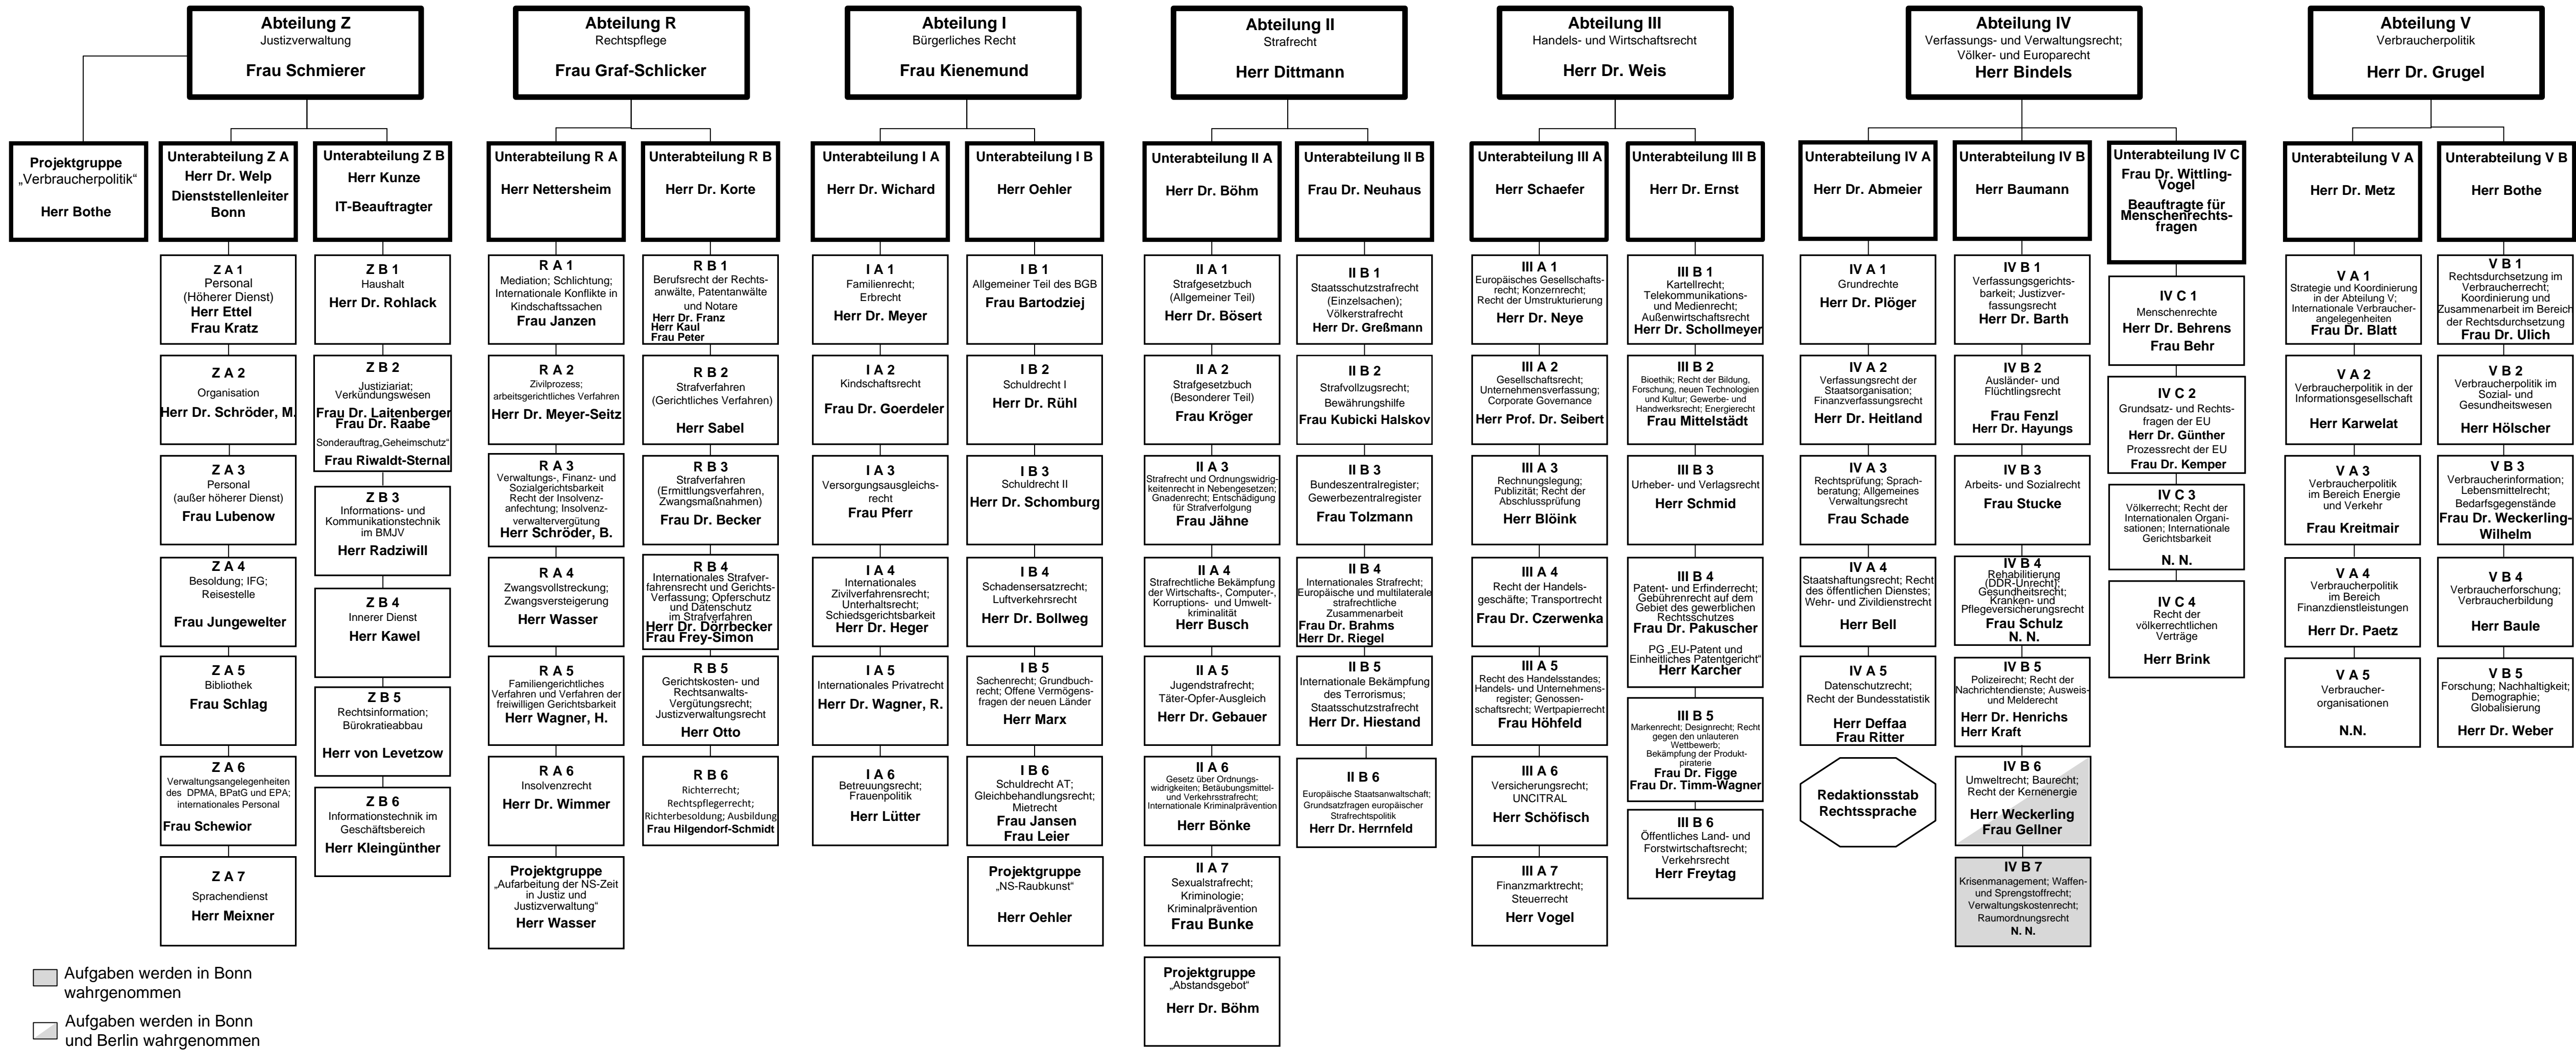 Abteilung Z
Justizverwaltung
Frau Schmierer
Abteilung R
Rechtspflege
Frau Graf-Schlicker
Abteilung I
Bürgerliches Recht
Frau Kienemund
Abteilung II
Strafrecht
Herr Dittmann
Abteilung III
Handels- und Wirtschaftsrecht
Herr Dr. Weis
Abteilung IV
Verfassungs- und Verwaltungsrecht;
Völker- und Europarecht
Herr Bindels
Abteilung V
Verbraucherpolitik
Herr Dr. Grugel
Projektgruppe
„Verbraucherpolitik“
Herr Bothe
Unterabteilung Z A
Herr Dr. Welp
Dienststellenleiter
Bonn
Z A 1
Personal
(Höherer Dienst)
Herr Ettel
Frau Kratz
Z A 2
Organisation
Herr Dr. Schröder, M.
Z A 3
Personal
(außer höherer Dienst)
Frau Lubenow
Z A 4
Besoldung; IFG;
Reisestelle
Frau Jungewelter
Z A 5
Bibliothek
Frau Schlag
Z A 6
Verwaltungsangelegenheiten
des DPMA, BPatG und EPA;
internationales Personal
Frau Schewior
Z A 7
Sprachendienst
Herr Meixner
Unterabteilung Z B
Herr Kunze
IT-Beauftragter
Z B 1
Haushalt
Herr Dr. Rohlack
Z B 2
Justiziariat;
Verkündungswesen
Frau Dr. Laitenberger
Frau Dr. Raabe
Sonderauftrag„Geheimschutz“
Frau Riwaldt-Sternal
Z B 3
Informations- und
Kommunikationstechnik
im BMJV
Herr Radziwill
Z B 4
Innerer Dienst
Herr Kawel
Z B 5
Rechtsinformation;
Bürokratieabbau
Herr von Levetzow
Z B 6
Informationstechnik im
Geschäftsbereich
Herr Kleingünther
Unterabteilung R A
Herr Nettersheim
R A 1
Mediation; Schlichtung;
Internationale Konflikte in
Kindschaftssachen
Frau Janzen
R A 2
Zivilprozess;
arbeitsgerichtliches Verfahren
Herr Dr. Meyer-Seitz
R A 3
Verwaltungs-, Finanz- und
Sozialgerichtsbarkeit
Recht der Insolvenz-
anfechtung; Insolvenz-
verwaltervergütung
Herr Schröder, B.
R A 4
Zwangsvollstreckung;
Zwangsversteigerung
Herr Wasser
R A 5
Familiengerichtliches
Verfahren und Verfahren der
freiwilligen Gerichtsbarkeit
Herr Wagner, H.
R A 6
Insolvenzrecht
Herr Dr. Wimmer
Projektgruppe
„Aufarbeitung der NS-Zeit
in Justiz und
Justizverwaltung“
Herr Wasser
Unterabteilung R B
Herr Dr. Korte
R B 1
Berufsrecht der Rechts-
anwälte, Patentanwälte
und Notare
Herr Dr. Franz
Herr Kaul
Frau Peter
R B 2
Strafverfahren
(Gerichtliches Verfahren)
Herr Sabel
R B 3
Strafverfahren
(Ermittlungsverfahren,
Zwangsmaßnahmen)
Frau Dr. Becker
R B 4
Internationales Strafver-
fahrensrecht und Gerichts-
Verfassung; Opferschutz
und Datenschutz
im Strafverfahren
Herr Dr. Dörrbecker
Frau Frey-Simon
R B 5
Gerichtskosten- und
Rechtsanwalts-
Vergütungsrecht;
Justizverwaltungsrecht
Herr Otto
R B 6
Richterrecht;
Rechtspflegerrecht;
Richterbesoldung; Ausbildung
Frau Hilgendorf-Schmidt
Unterabteilung I A
Herr Dr. Wichard
I A 1
Familienrecht;
Erbrecht
Herr Dr. Meyer
I A 2
Kindschaftsrecht
Frau Dr. Goerdeler
I A 3
Versorgungsausgleichs-
recht
Frau Pferr
I A 4
Internationales
Zivilverfahrensrecht;
Unterhaltsrecht;
Schiedsgerichtsbarkeit
Herr Dr. Heger
I A 5
Internationales Privatrecht
Herr Dr. Wagner, R.
I A 6
Betreuungsrecht;
Frauenpolitik
Herr Lütter
Unterabteilung I B
Herr Oehler
I B 1
Allgemeiner Teil des BGB
Frau Bartodziej
I B 2
Schuldrecht I
Herr Dr. Rühl
I B 3
Schuldrecht II
Herr Dr. Schomburg
I B 4
Schadensersatzrecht;
Luftverkehrsrecht
Herr Dr. Bollweg
I B 5
Sachenrecht; Grundbuch-
recht; Offene Vermögens-
fragen der neuen Länder
Herr Marx
I B 6
Schuldrecht AT;
Gleichbehandlungsrecht;
Mietrecht
Frau Jansen
Frau Leier
Projektgruppe
„NS-Raubkunst“
Herr Oehler
Unterabteilung II A
Herr Dr. Böhm
II A 1
Strafgesetzbuch
(Allgemeiner Teil)
Herr Dr. Bösert
II A 2
Strafgesetzbuch
(Besonderer Teil)
Frau Kröger
II A 3
Strafrecht und Ordnungswidrig-
keitenrecht in Nebengesetzen;
Gnadenrecht; Entschädigung
für Strafverfolgung
Frau Jähne
II A 4
Strafrechtliche Bekämpfung
der Wirtschafts-, Computer-,
Korruptions- und Umwelt-
kriminalität
Herr Busch
II A 5
Jugendstrafrecht;
Täter-Opfer-Ausgleich
Herr Dr. Gebauer
II A 6
Gesetz über Ordnungs-
widrigkeiten; Betäubungsmittel-
und Verkehrsstrafrecht;
Internationale Kriminalprävention
Herr Bönke
II A 7
Sexualstrafrecht;
Kriminologie;
Kriminalprävention
Frau Bunke
Projektgruppe
„Abstandsgebot“
Herr Dr. Böhm
Unterabteilung II B
Frau Dr. Neuhaus
II B 1
Staatsschutzstrafrecht
(Einzelsachen);
Völkerstrafrecht
Herr Dr. Greßmann
II B 2
Strafvollzugsrecht;
Bewährungshilfe
Frau Kubicki Halskov
II B 3
Bundeszentralregister;
Gewerbezentralregister
Frau Tolzmann
II B 4
Internationales Strafrecht;
Europäische und multilaterale
strafrechtliche
Zusammenarbeit
Frau Dr. Brahms
Herr Dr. Riegel
II B 5
Internationale Bekämpfung
des Terrorismus;
Staatsschutzstrafrecht
Herr Dr. Hiestand
II B 6
Europäische Staatsanwaltschaft;
Grundsatzfragen europäischer
Strafrechtspolitik
Herr Dr. Herrnfeld
Unterabteilung III A
Herr Schaefer
III A 1
Europäisches Gesellschafts-
recht; Konzernrecht;
Recht der Umstrukturierung
Herr Dr. Neye
III A 2
Gesellschaftsrecht;
Unternehmensverfassung;
Corporate Governance
Herr Prof. Dr. Seibert
III A 3
Rechnungslegung;
Publizität; Recht der
Abschlussprüfung
Herr Blöink
III A 4
Recht der Handels-
geschäfte; Transportrecht
Frau Dr. Czerwenka
III A 5
Recht des Handelsstandes;
Handels- und Unternehmens-
register; Genossen-
schaftsrecht; Wertpapierrecht
Frau Höhfeld
III A 6
Versicherungsrecht;
UNCITRAL
Herr Schöfisch
III A 7
Finanzmarktrecht;
Steuerrecht
Herr Vogel
Unterabteilung III B
Herr Dr. Ernst
III B 1
Kartellrecht;
Telekommunikations-
und Medienrecht;
Außenwirtschaftsrecht
Herr Dr. Schollmeyer
III B 2
Bioethik; Recht der Bildung,
Forschung, neuen Technologien
und Kultur; Gewerbe- und
Handwerksrecht; Energierecht
Frau Mittelstädt
III B 3
Urheber- und Verlagsrecht
Herr Schmid
III B 4
Patent- und Erfinderrecht;
Gebührenrecht auf dem
Gebiet des gewerblichen
Rechtsschutzes
Frau Dr. Pakuscher
PG „EU-Patent und
Einheitliches Patentgericht“
Herr Karcher
III B 5
Markenrecht; Designrecht; Recht
gegen den unlauteren
Wettbewerb;
Bekämpfung der Produkt-
piraterie
Frau Dr. Figge
Frau Dr. Timm-Wagner
III B 6
Öffentliches Land- und
Forstwirtschaftsrecht;
Verkehrsrecht
Herr Freytag
Unterabteilung IV A
Herr Dr. Abmeier
IV A 1
Grundrechte
Herr Dr. Plöger
IV A 2
Verfassungsrecht der
Staatsorganisation;
Finanzverfassungsrecht
Herr Dr. Heitland
IV A 3
Rechtsprüfung; Sprach-
beratung; Allgemeines
Verwaltungsrecht
Frau Schade
IV A 4
Staatshaftungsrecht; Recht
des öffentlichen Dienstes;
Wehr- und Zivildienstrecht
Herr Bell
IV A 5
Datenschutzrecht;
Recht der Bundesstatistik
Herr Deffaa
Frau Ritter
Redaktionsstab
Rechtssprache
Unterabteilung IV B
Herr Baumann
IV B 1
Verfassungsgerichts-
barkeit; Justizver-
fassungsrecht
Herr Dr. Barth
IV B 2
Ausländer- und
Flüchtlingsrecht
Frau Fenzl
Herr Dr. Hayungs
IV B 3
Arbeits- und Sozialrecht
Frau Stucke
IV B 4
Rehabilitierung
(DDR-Unrecht);
Gesundheitsrecht;
Kranken- und
Pflegeversicherungsrecht
Frau Schulz
N. N.
IV B 5
Polizeirecht; Recht der
Nachrichtendienste; Ausweis-
und Melderecht
Herr Dr. Henrichs
Herr Kraft
IV B 6
Umweltrecht; Baurecht;
Recht der Kernenergie
Herr Weckerling
Frau Gellner
IV B 7
Krisenmanagement; Waffen-
und Sprengstoffrecht;
Verwaltungskostenrecht;
Raumordnungsrecht
N. N.
Unterabteilung IV C
Frau Dr. Wittling-
Vogel
Beauftragte für
Menschenrechts-
fragen
IV C 1
Menschenrechte
Herr Dr. Behrens
Frau Behr
IV C 2
Grundsatz- und Rechts-
fragen der EU
Herr Dr. Günther
Prozessrecht der EU
Frau Dr. Kemper
IV C 3
Völkerrecht; Recht der
Internationalen Organi-
sationen; Internationale
Gerichtsbarkeit
N. N.
IV C 4
Recht der
völkerrechtlichen
Verträge
Herr Brink
Unterabteilung V A
Herr Dr. Metz
V A 1
Strategie und Koordinierung
in der Abteilung V;
Internationale Verbraucher-
angelegenheiten
Frau Dr. Blatt
V A 2
Verbraucherpolitik in der
Informationsgesellschaft
Herr Karwelat
V A 3
Verbraucherpolitik
im Bereich Energie
und Verkehr
Frau Kreitmair
V A 4
Verbraucherpolitik
im Bereich
Finanzdienstleistungen
Herr Dr. Paetz
V A 5
Verbraucher-
organisationen
N.N.
Unterabteilung V B
Herr Bothe
V B 1
Rechtsdurchsetzung im
Verbraucherrecht;
Koordinierung und
Zusammenarbeit im Bereich
der Rechtsdurchsetzung
Frau Dr. Ulich
V B 2
Verbraucherpolitik im
Sozial- und
Gesundheitswesen
Herr Hölscher
V B 3
Verbraucherinformation;
Lebensmittelrecht;
Bedarfsgegenstände
Frau Dr. Weckerling-
Wilhelm
V B 4
Verbraucherforschung;
Verbraucherbildung
Herr Baule
V B 5
Forschung; Nachhaltigkeit;
Demographie;
Globalisierung
Herr Dr. Weber
Aufgaben werden in Bonn
wahrgenommen
Aufgaben werden in Bonn
und Berlin wahrgenommen